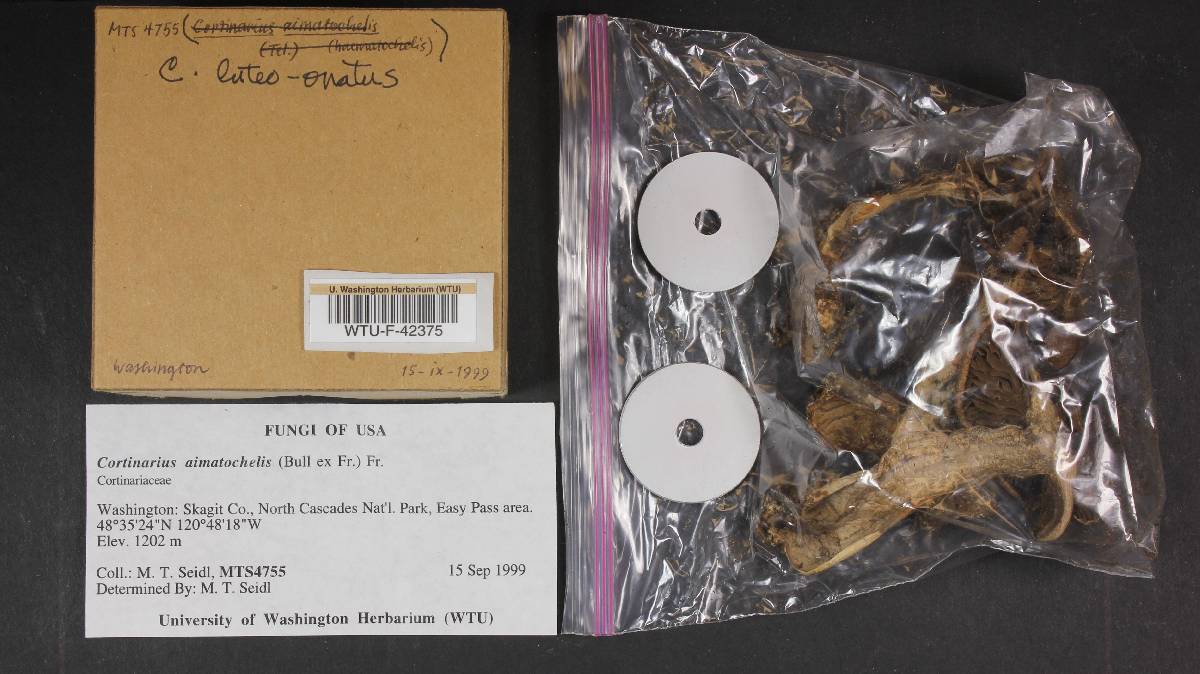 MTS 4755 (Cortinarius aimatochelis
(Tel.) (haematochelis))
C. luteo-ornatus
U. Washington Herbarium (WTU)
WTU-F-42375
Washington 15-ix-1999
FUNGI OF USA
Cortinarius aimatochelis (Bull ex Fr.) Fr.
Cortinariaceae
Washington: Skagit Co., North Cascades Nat'l. Park, Easy Pass area.
48°35'24"N 120°48'18"W
Elev. 1202 m
Coll.: M. T. Seidl, MTS4755 15 Sep 1999
Determined By: M. T. Seidl
University of Washington Herbarium (WTU)